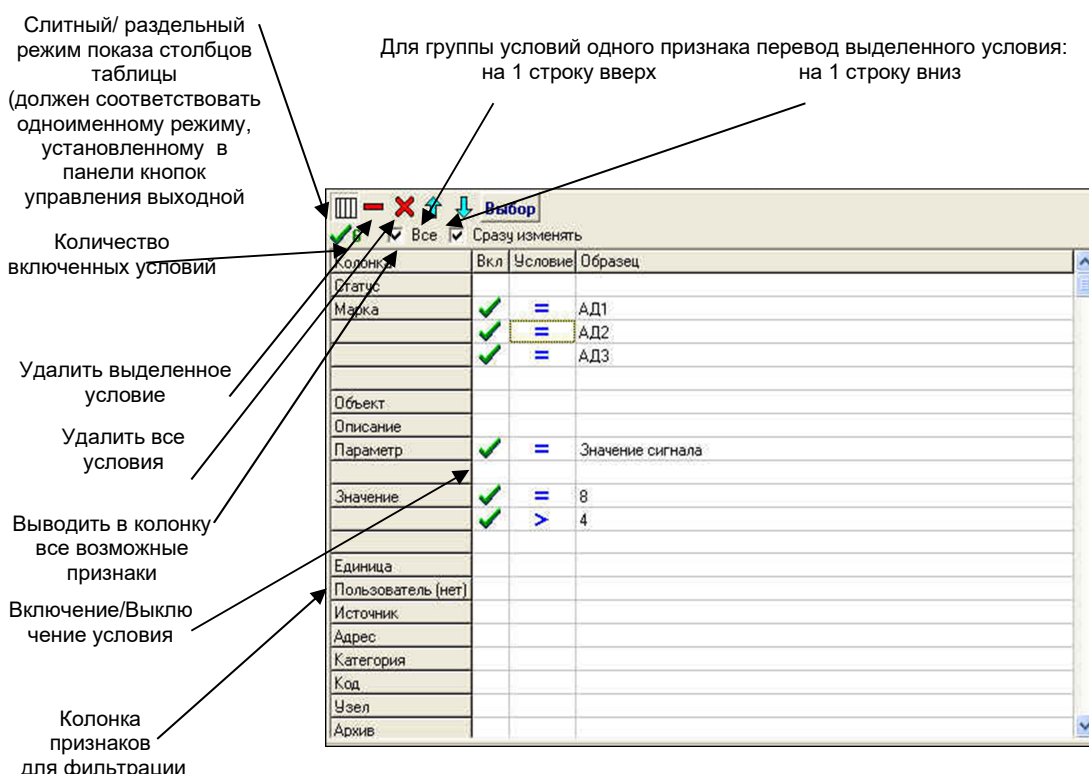 Слитный/ раздельный
режим показа столбцов
таблицы
(должен соответствовать
одноименному режиму,
установленному в
панели кнопок
управления выходной
Для группы условий одного признака перевод выделенного условия:
на 1 строку вверх на 1 строку вниз
Количество
включенных условий
Удалить выделенное
условие
Удалить все
условия
Выводить в колонку
все возможные
признаки
Включение/Выклю
чение условия
Колонка
признаков
для фильтрации
Выбор
6 Все Сразу изменять
Колонка Вкл Условие Образец
Статус
Марка = АД1
= АД2
= АД3
Объект
Описание
Параметр = Значение сигнала
Значение = 8
> 4
Единица
Пользователь (нет)
Источник
Адрес
Категория
Код
Узел
Архив